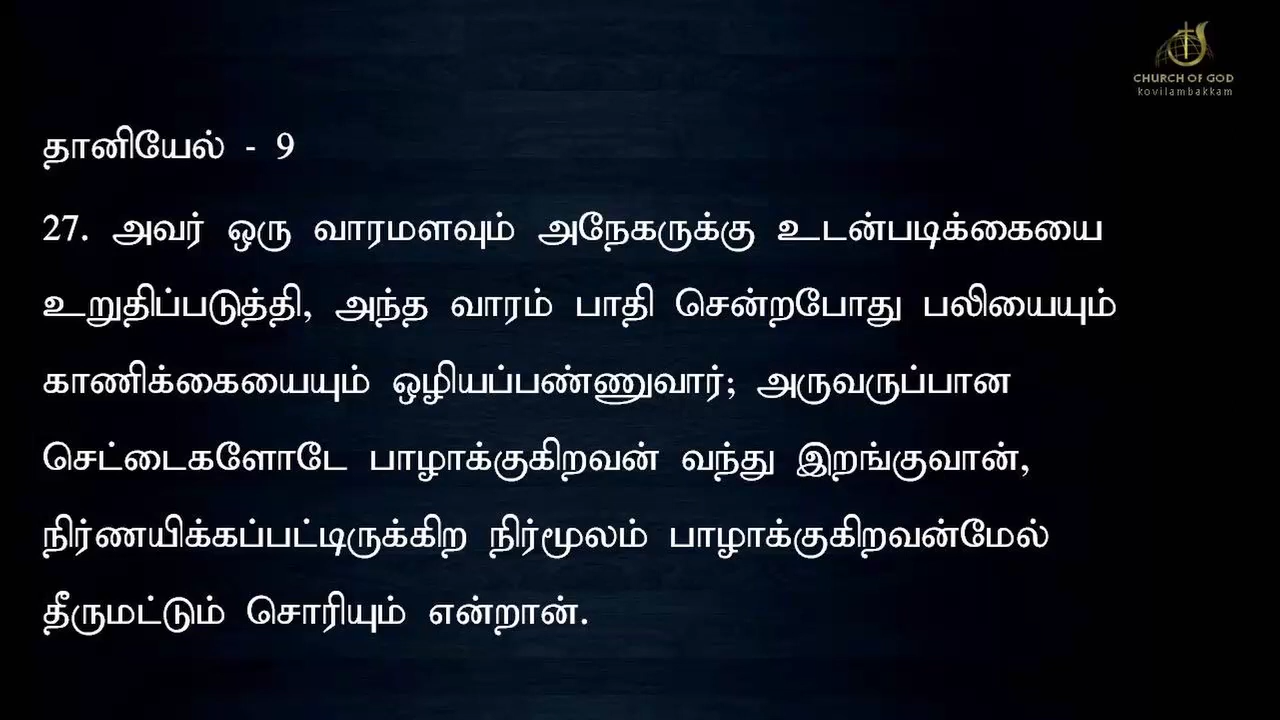 CHURCH OF GOD
kovilambakkam
தானியேல் - 9
27. அவர் ஒரு வாரமளவும் அநேகருக்கு உடன்படிக்கையை
உறுதிப்படுத்தி, அந்த வாரம் பாதி சென்றபோது பலியையும்
காணிக்கையையும் ஒழியப்பண்ணுவார்; அருவருப்பான
செட்டைகளோடே பாழாக்குகிறவன் வந்து இறங்குவான்,
நிர்ணயிக்கப்பட்டிருக்கிற நிர்மூலம் பாழாக்குகிறவன்மேல்
தீருமட்டும் சொரியும் என்றான்.